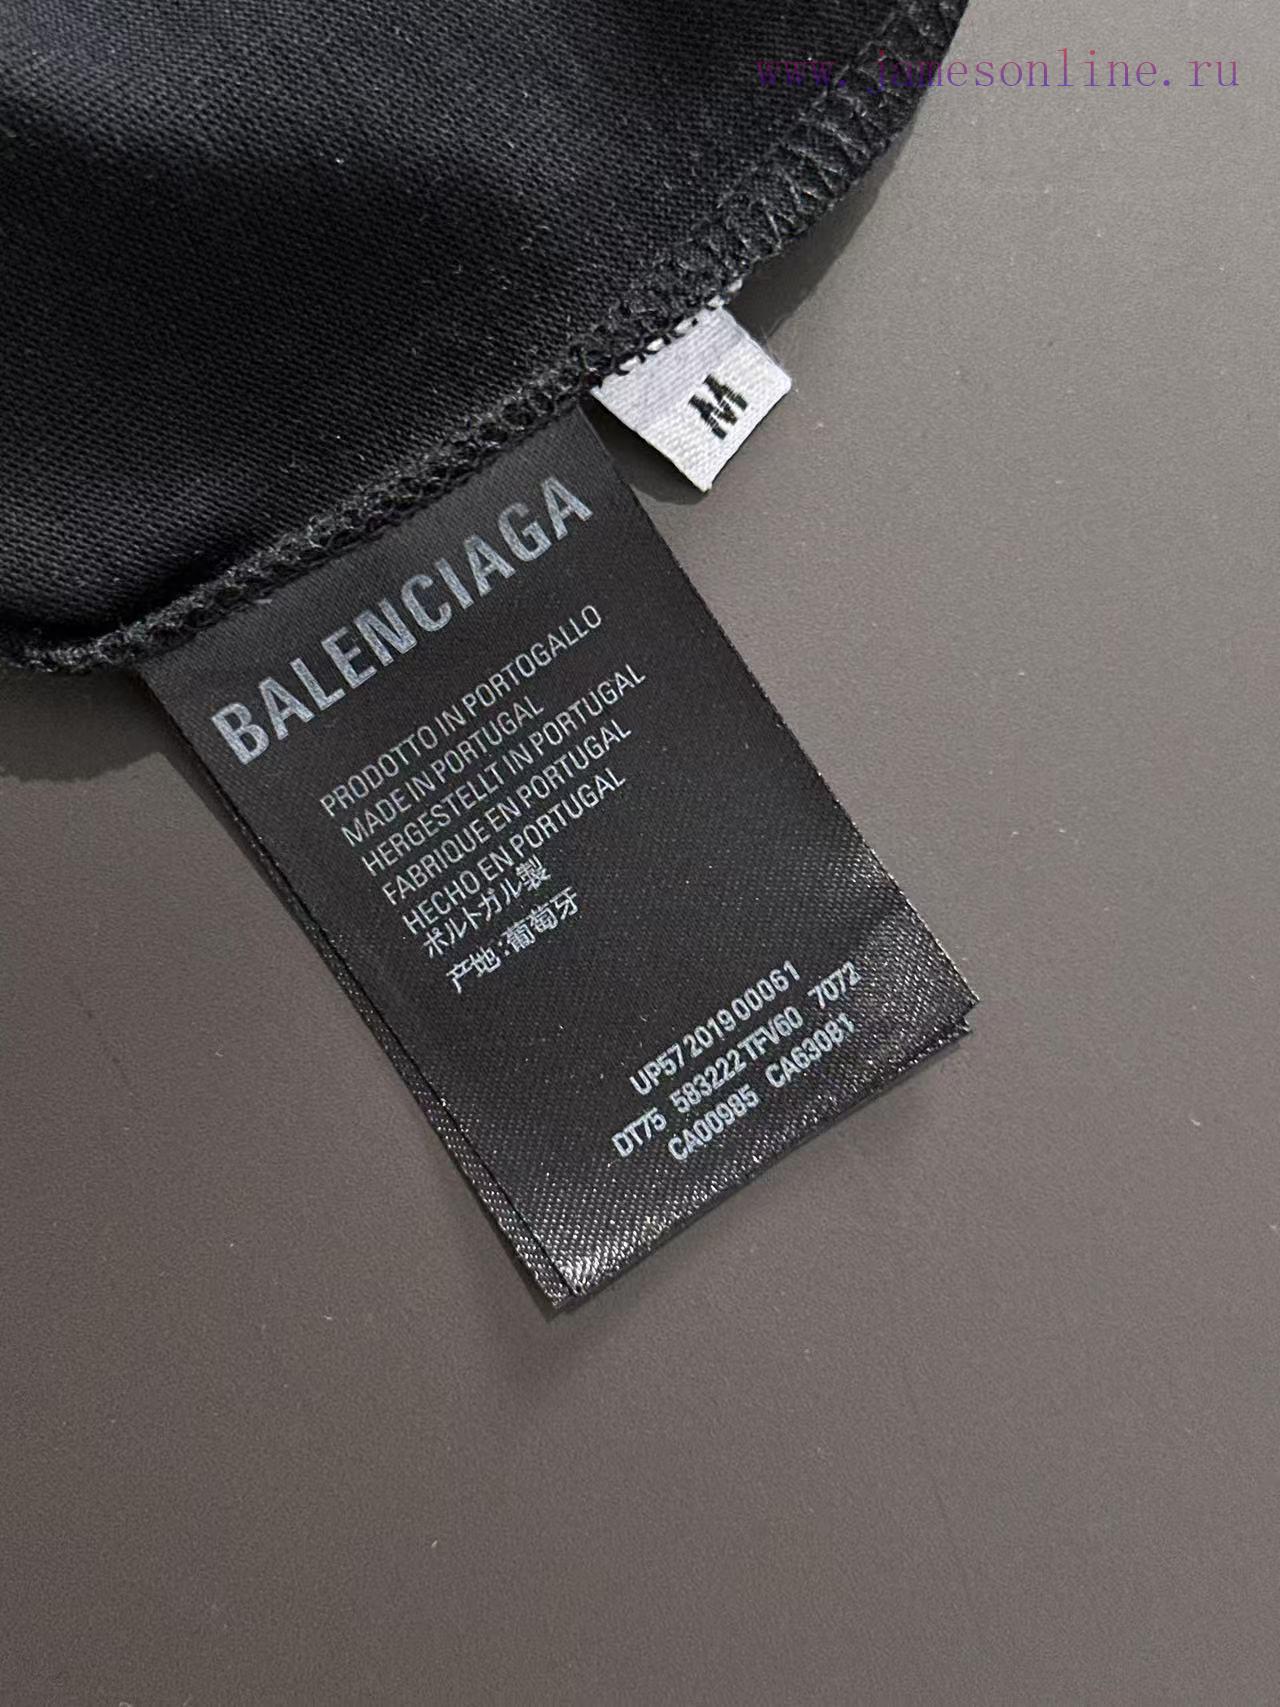 www.jamesonline.ru
M
BALENCIAGA
PRODOTTO IN PORTOGALLO
MADE IN PORTUGAL
HERGESTELLT IN PORTUGAL
FABRIQUE EN PORTUGAL
HECHO EN PORTUGAL
ポルトガル製
产地:葡萄牙
UP57 2019 00061
DT75 583222 TFV60 7072
CA00985 CA63081